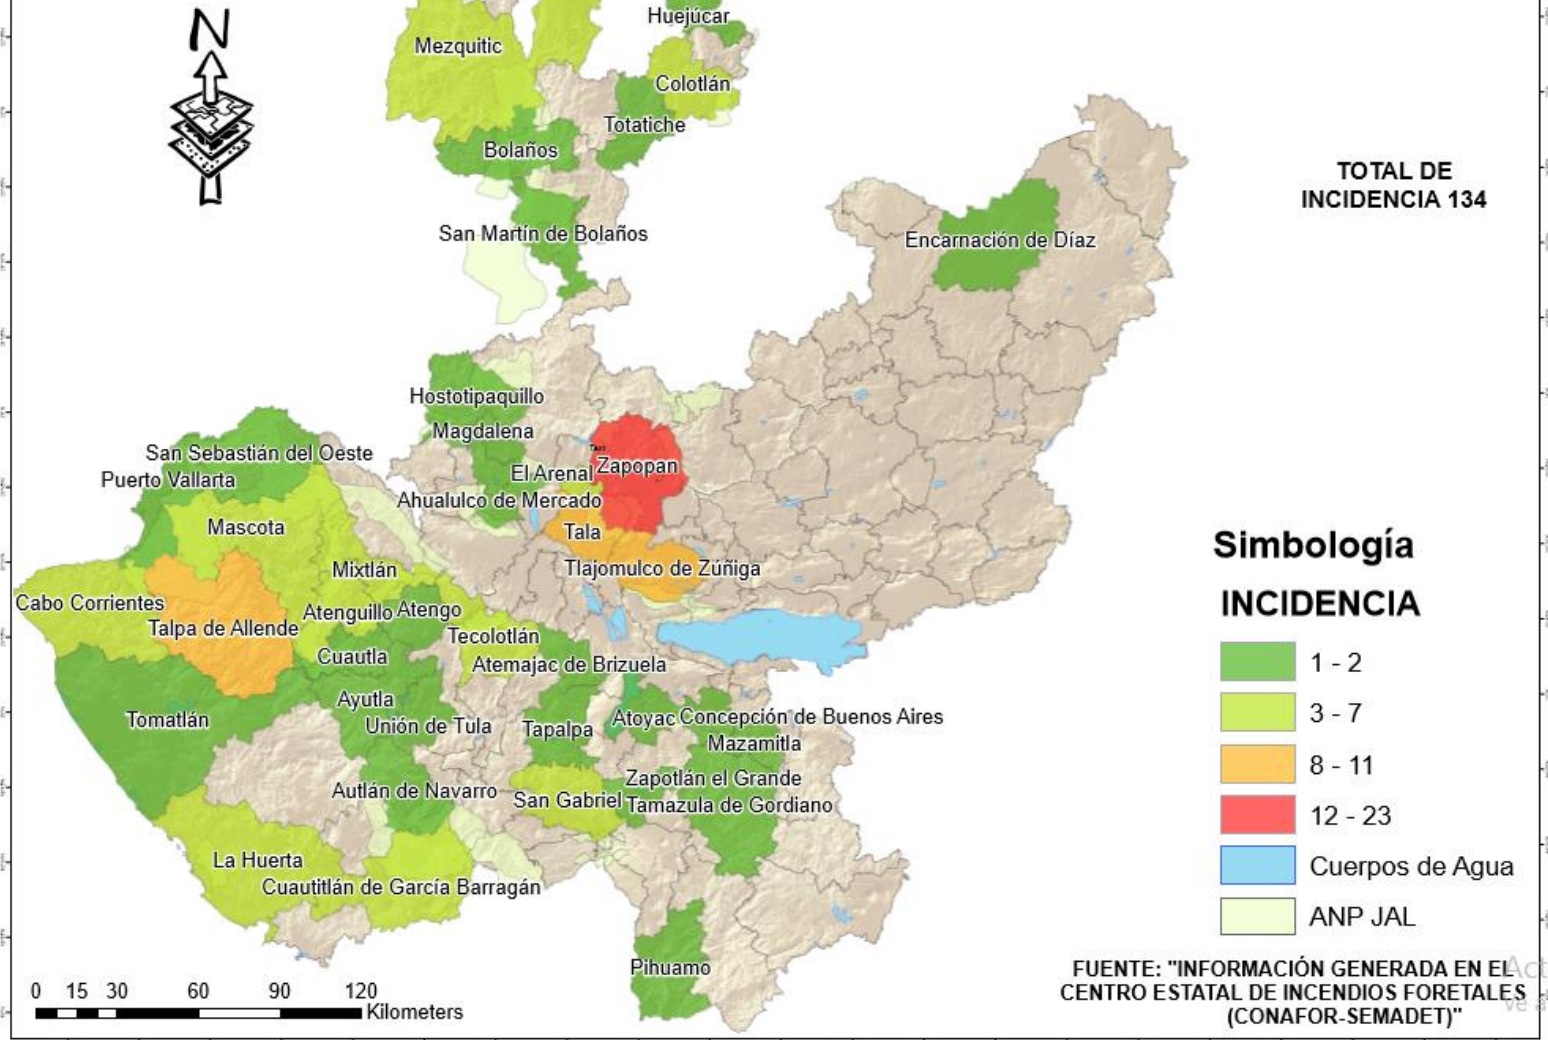 N
Huejúcar
Mezquitic
Colotlán
Totatiche
Bolaños
TOTAL DE
INCIDENCIA 134
San Martín de Bolaños
Encarnación de Díaz
Hostotipaquillo
Magdalena
San Sebastián del Oeste
Puerto Vallarta
El Arenal
Zapopan
Ahualulco de Mercado
Mascota
Tala
Mixtlán
Tlajomulco de Zúñiga
Cabo Corrientes
Talpa de Allende
Atenguillo
Atengo
Tecolotlán
Cuautla
Atemajac de Brizuela
Ayutla
Tomatlán
Unión de Tula
Tapalpa
Atoyac
Concepción de Buenos Aires
Mazamitla
Autlán de Navarro
San Gabriel
Zapotlán el Grande
Tamazula de Gordiano
La Huerta
Cuautitlán de García Barragán
Pihuamo
Simbología
INCIDENCIA
1 - 2
3 - 7
8 - 11
12 - 23
Cuerpos de Agua
ANP JAL
0 15 30 60 90 120
Kilometers
FUENTE: "INFORMACIÓN GENERADA EN EL
CENTRO ESTATAL DE INCENDIOS FORETALES
(CONAFOR-SEMADET)"
Act
Ve a